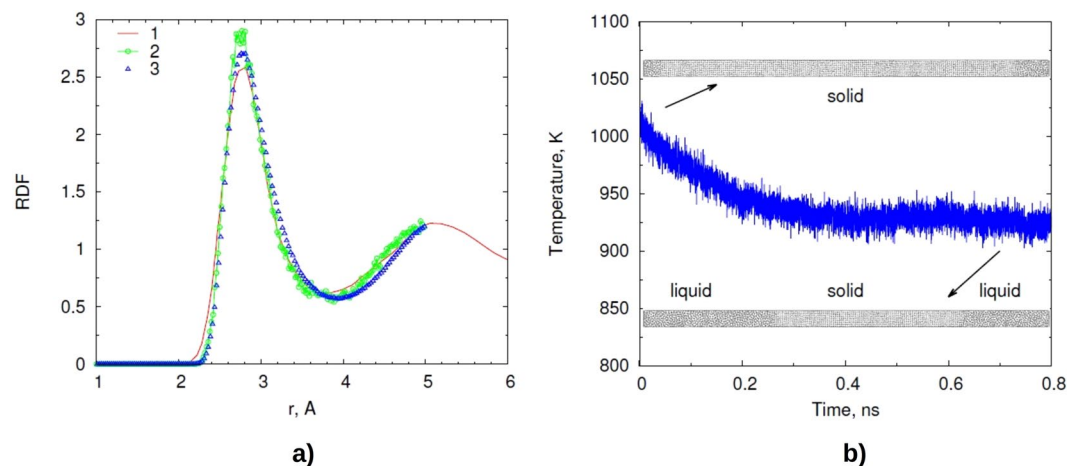 RDF
3
2.5
2
1.5
1
0.5
0
1
2
3
1 2 3 4 5 6
r, A
a)
Temperature, K
1100
1050
1000
950
900
850
800
solid
liquid solid liquid
0 0.2 0.4 0.6 0.8
Time, ns
b)